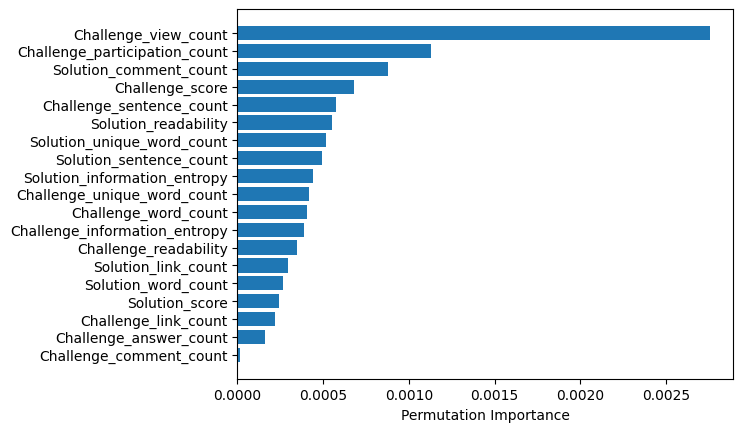 Challenge_view_count
Challenge_participation_count
Solution_comment_count
Challenge_score
Challenge_sentence_count
Solution_readability
Solution_unique_word_count
Solution_sentence_count
Solution_information_entropy
Challenge_unique_word_count
Challenge_word_count
Challenge_information_entropy
Challenge_readability
Solution_link_count
Solution_word_count
Solution_score
Challenge_link_count
Challenge_answer_count
Challenge_comment_count
0.0000 0.0005 0.0010 0.0015 0.0020 0.0025
Permutation Importance